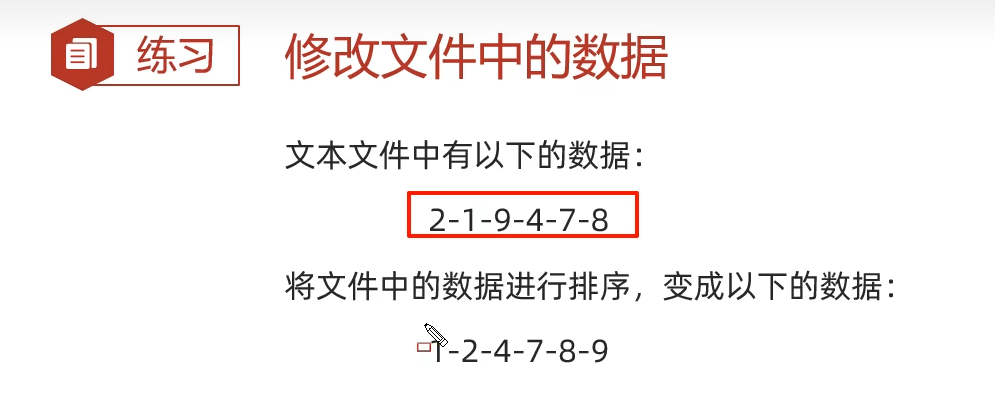 练习 修改文件中的数据
文本文件中有以下的数据：
2-1-9-4-7-8
将文件中的数据进行排序，变成以下的数据：
1-2-4-7-8-9